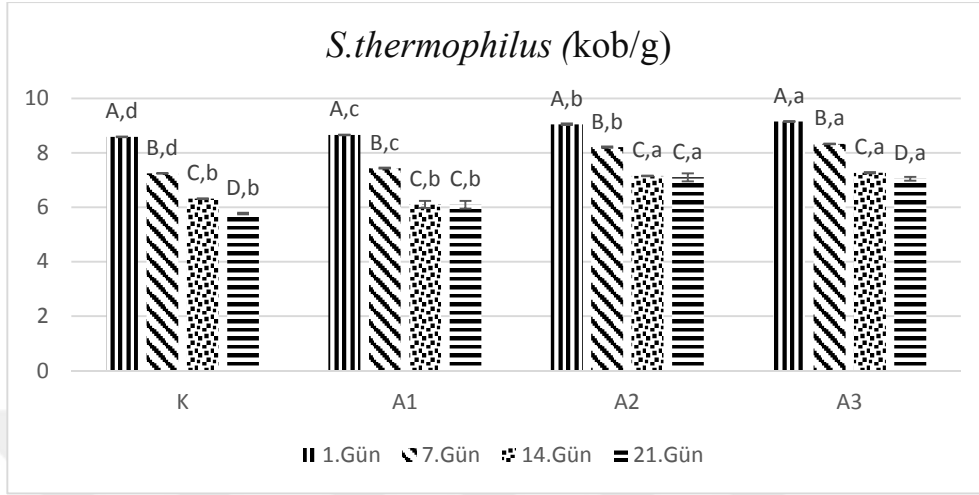 S.thermophilus (kob/g)
10
8
6
4
2
0
A,d
B,d
C,b
D,b
A,c
B,c
C,b
C,b
A,b
B,b
C,a
C,a
A,a
B,a
C,a
D,a
K
A1
A2
A3
1.Gün 7.Gün 14.Gün 21.Gün